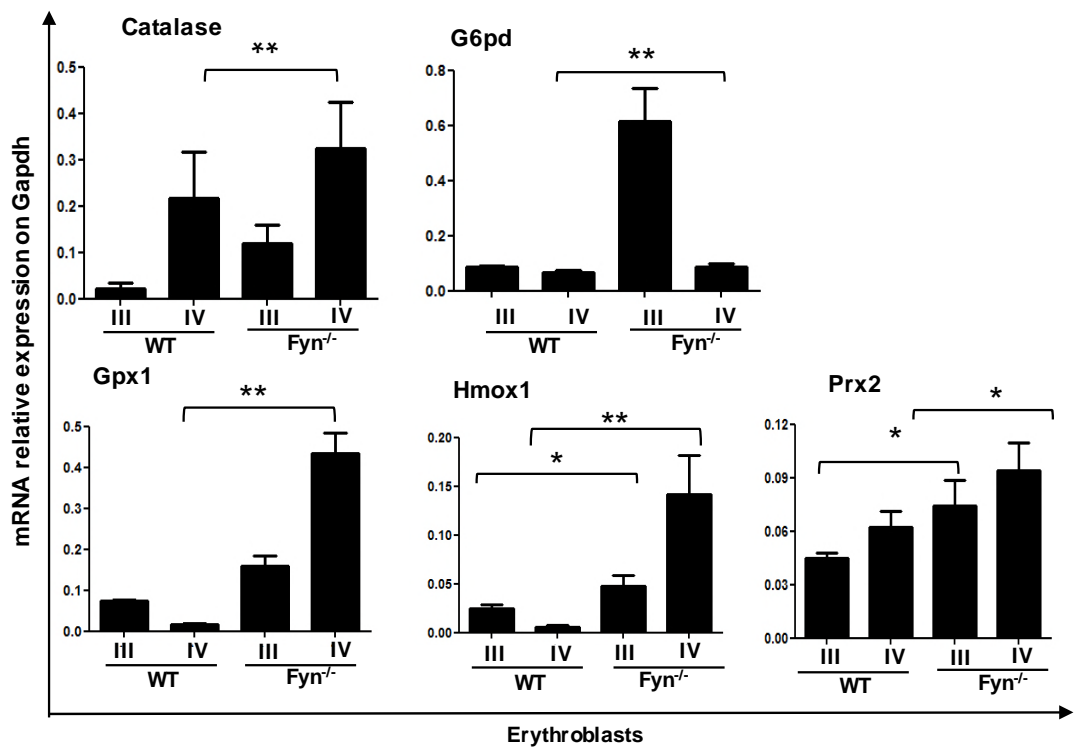 mRNA relative expression on Gapdh
Catalase
**
0.5
0.4
0.3
0.2
0.1
0.0
III IV III IV
WT Fyn-/-
G6pd
**
0.8
0.6
0.4
0.2
0.0
III IV III IV
WT Fyn-/-
Gpx1
**
0.5
0.4
0.3
0.2
0.1
0.0
III IV III IV
WT Fyn-/-
Hmox1
**
*
0.20
0.15
0.10
0.05
0.00
III IV III IV
WT Fyn-/-
Prx2
*
*
0.12
0.09
0.06
0.03
0.00
III IV III IV
WT Fyn-/-
Erythroblasts